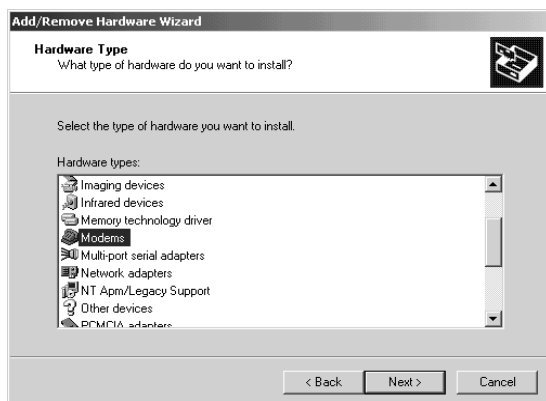 Add/Remove Hardware Wizard
Hardware Type
What type of hardware do you want to install?
Select the type of hardware you want to install.
Hardware types:
Imaging devices
Infrared devices
Memory technology driver
Modems
Multi-port serial adapters
Network adapters
NT Apm/Legacy Support
Other devices
PCMCIA adapters
< Back
Next >
Cancel